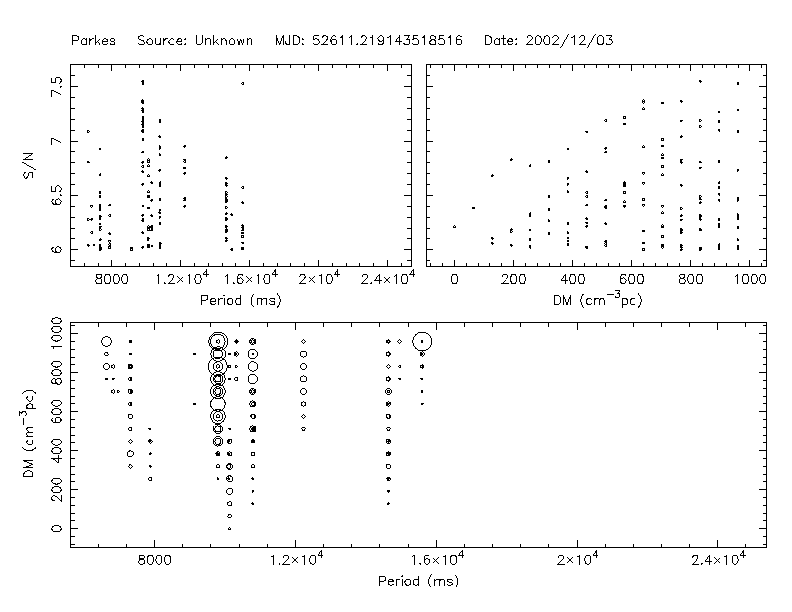 Parkes Source: Unknown MJD: 52611.219143518516 Date: 2002/12/03
7.5
7
6.5
6
S/N
8000 1.2×10⁴ 1.6×10⁴ 2×10⁴ 2.4×10⁴
Period (ms)
0 200 400 600 800 1000
DM (cm⁻³pc)
1000
800
600
400
200
0
DM (cm⁻³pc)
8000 1.2×10⁴ 1.6×10⁴ 2×10⁴ 2.4×10⁴
Period (ms)